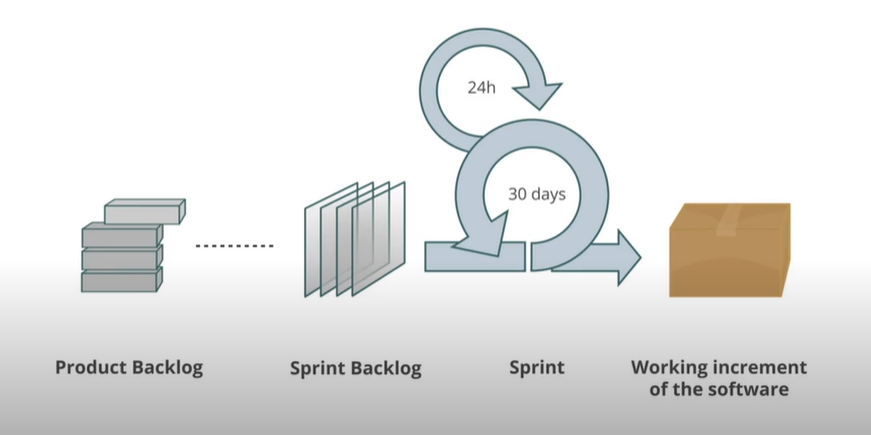 24h
30 days
Product Backlog
Sprint Backlog
Sprint
Working increment
of the software